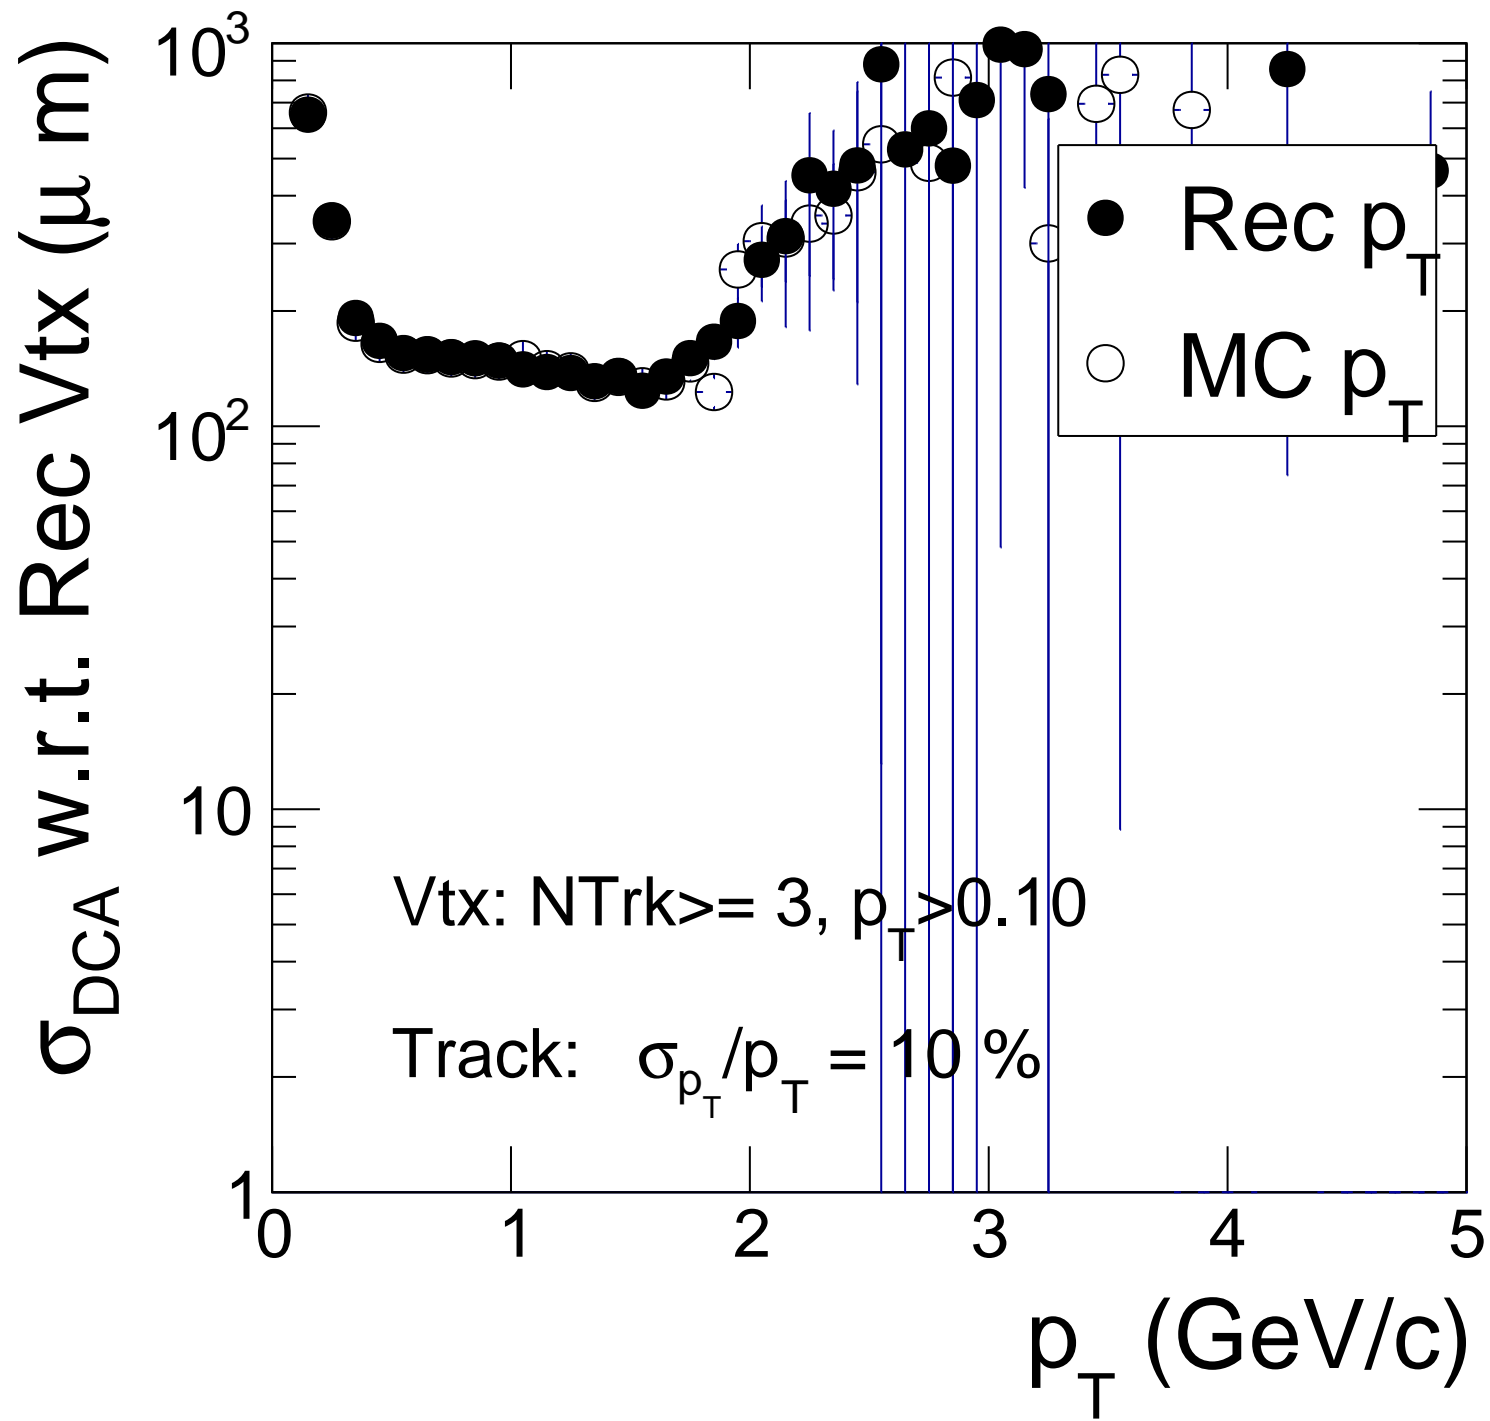 σDCA w.r.t. Rec Vtx (μ m)
10³
10²
10
1
Rec pT
MC pT
Vtx: NTrk>= 3, pT>0.10
Track: σpT/pT = 10 %
0 1 2 3 4 5
pT (GeV/c)